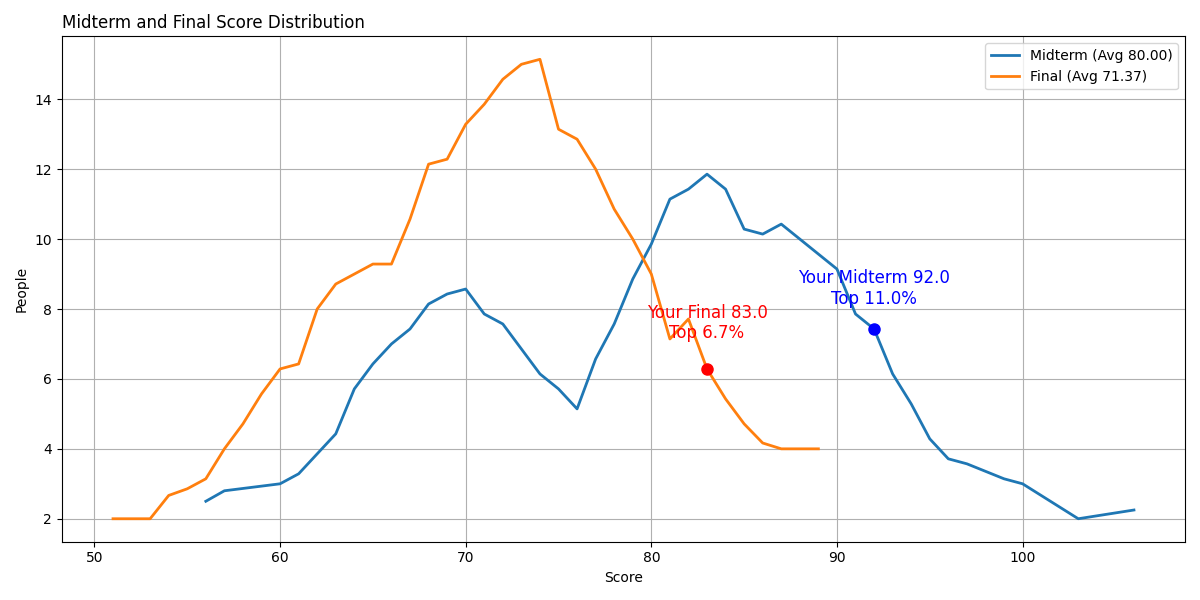 Midterm and Final Score Distribution
Midterm (Avg 80.00)
Final (Avg 71.37)
Your Midterm 92.0
Top 11.0%
Your Final 83.0
Top 6.7%
People
14
12
10
8
6
4
2
50 60 70 80 90 100
Score